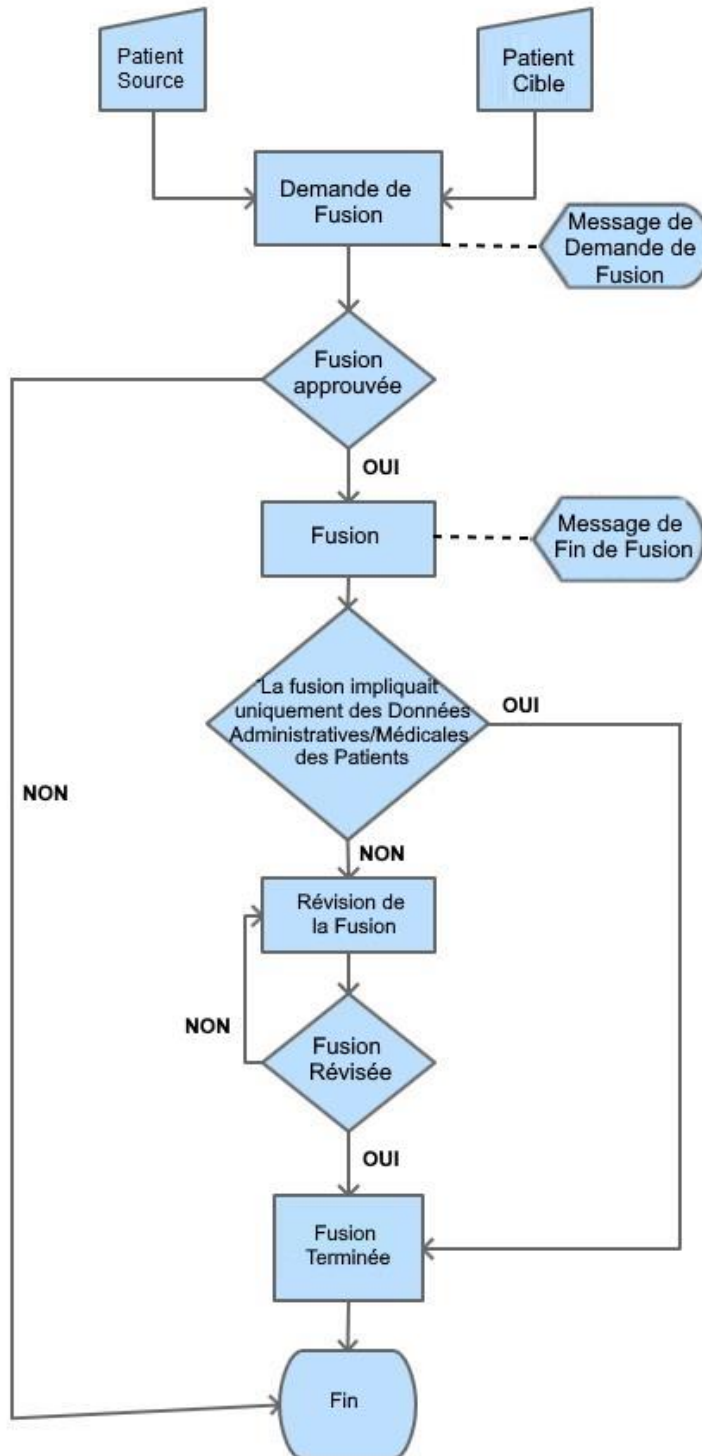 Patient
Source
Patient
Cible
Demande de
Fusion
Message de
Demande de
Fusion
Fusion
approuvée
OUI
Fusion
Message de
Fin de Fusion
"La fusion impliquait
uniquement des Données
Administratives/Médicales
des Patients
OUI
NON
NON
Révision de
la Fusion
NON
Fusion
Révisée
OUI
Fusion
Terminée
Fin